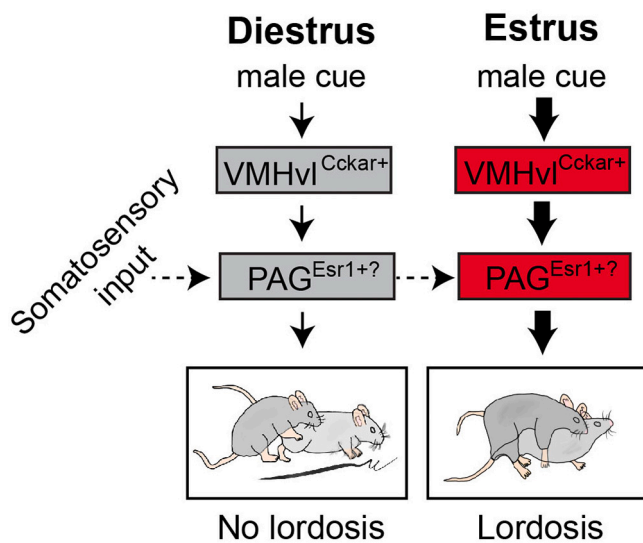 Diestrus
Estrus
male cue
male cue
VMHvl^Cckar+
VMHvl^Cckar+
Somatosensory
input
PAG^Esr1+?
PAG^Esr1+?
No lordosis
Lordosis